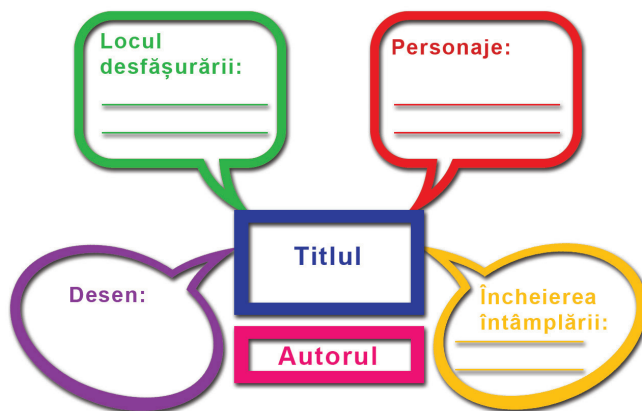 Locul
desfășurării:
Personaje:
Titlul
Desen:
Încheierea
întâmplării:
Autorul